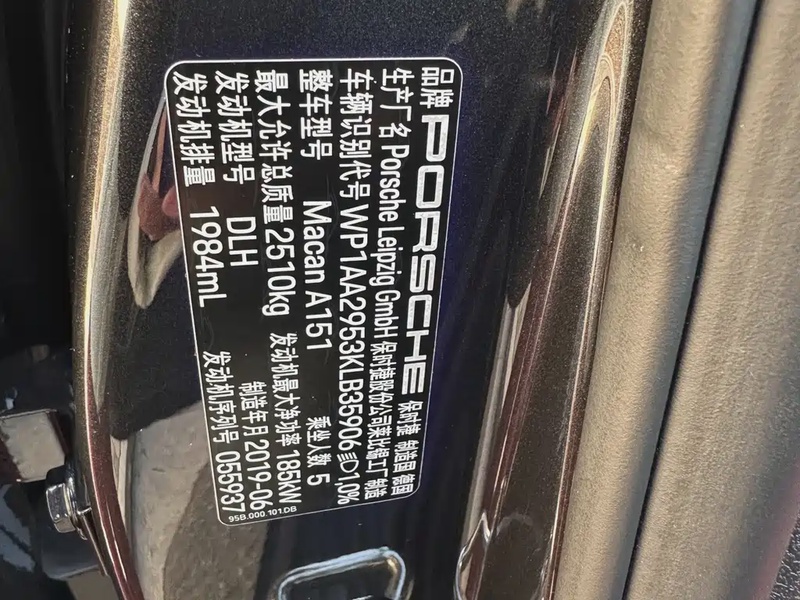 品牌 PORSCHE 保时捷 制造国 德国
生产厂名 Porsche Leipzig GmbH 保时捷股份公司莱比锡工厂 制造
车辆识别代号 WP1AA2953KLB35906 1,0%
整车型号 Macan A151 乘坐人数 5
最大允许总质量 2510kg 发动机最大净功率 185kW
发动机型号 DLH 制造年月 2019-06
发动机排量 1984mL 发动机序列号 055937
95B.000.101.DB